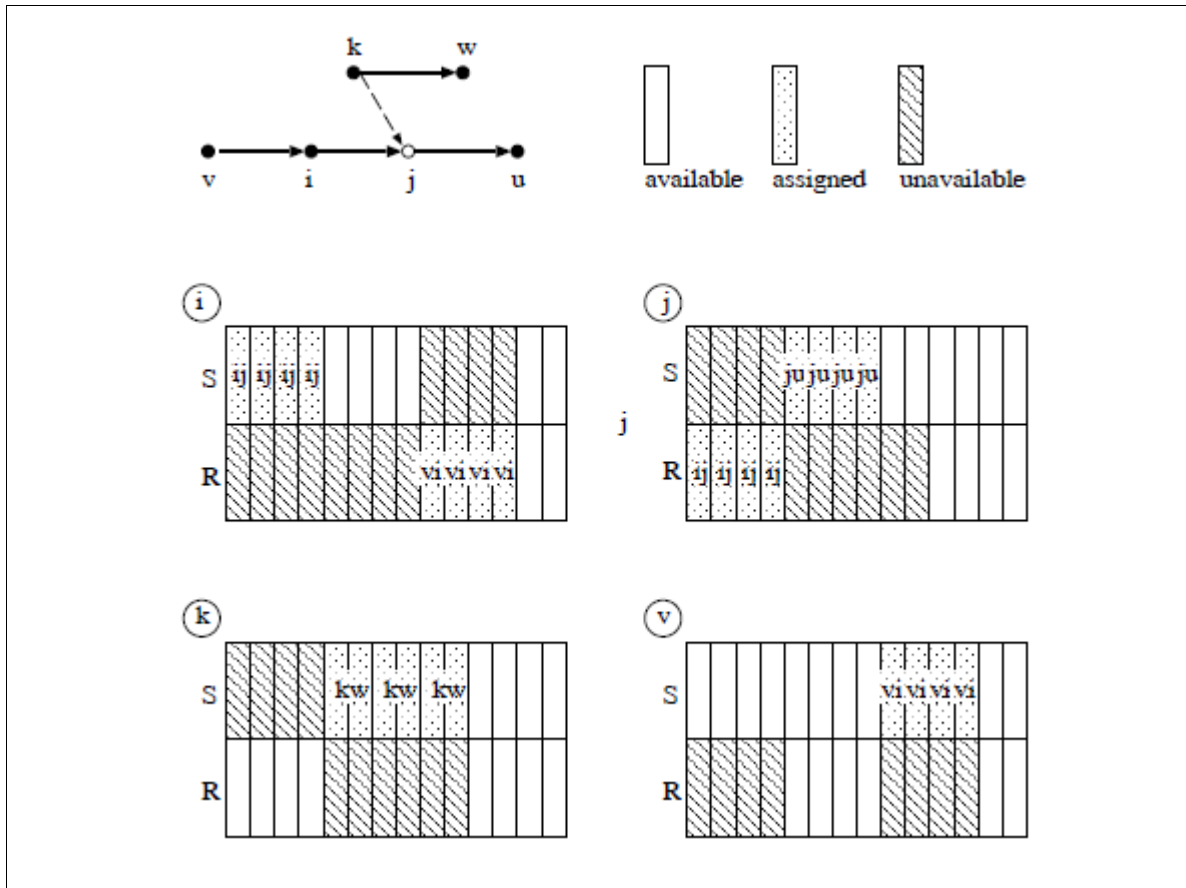 k w
v i j u
available assigned unavailable
i j
S ij ij ij ij
S ju ju ju ju
j
R vi vi vi vi
R ij ij ij ij
k v
S kw kw kw
S vi vi vi vi
R
R